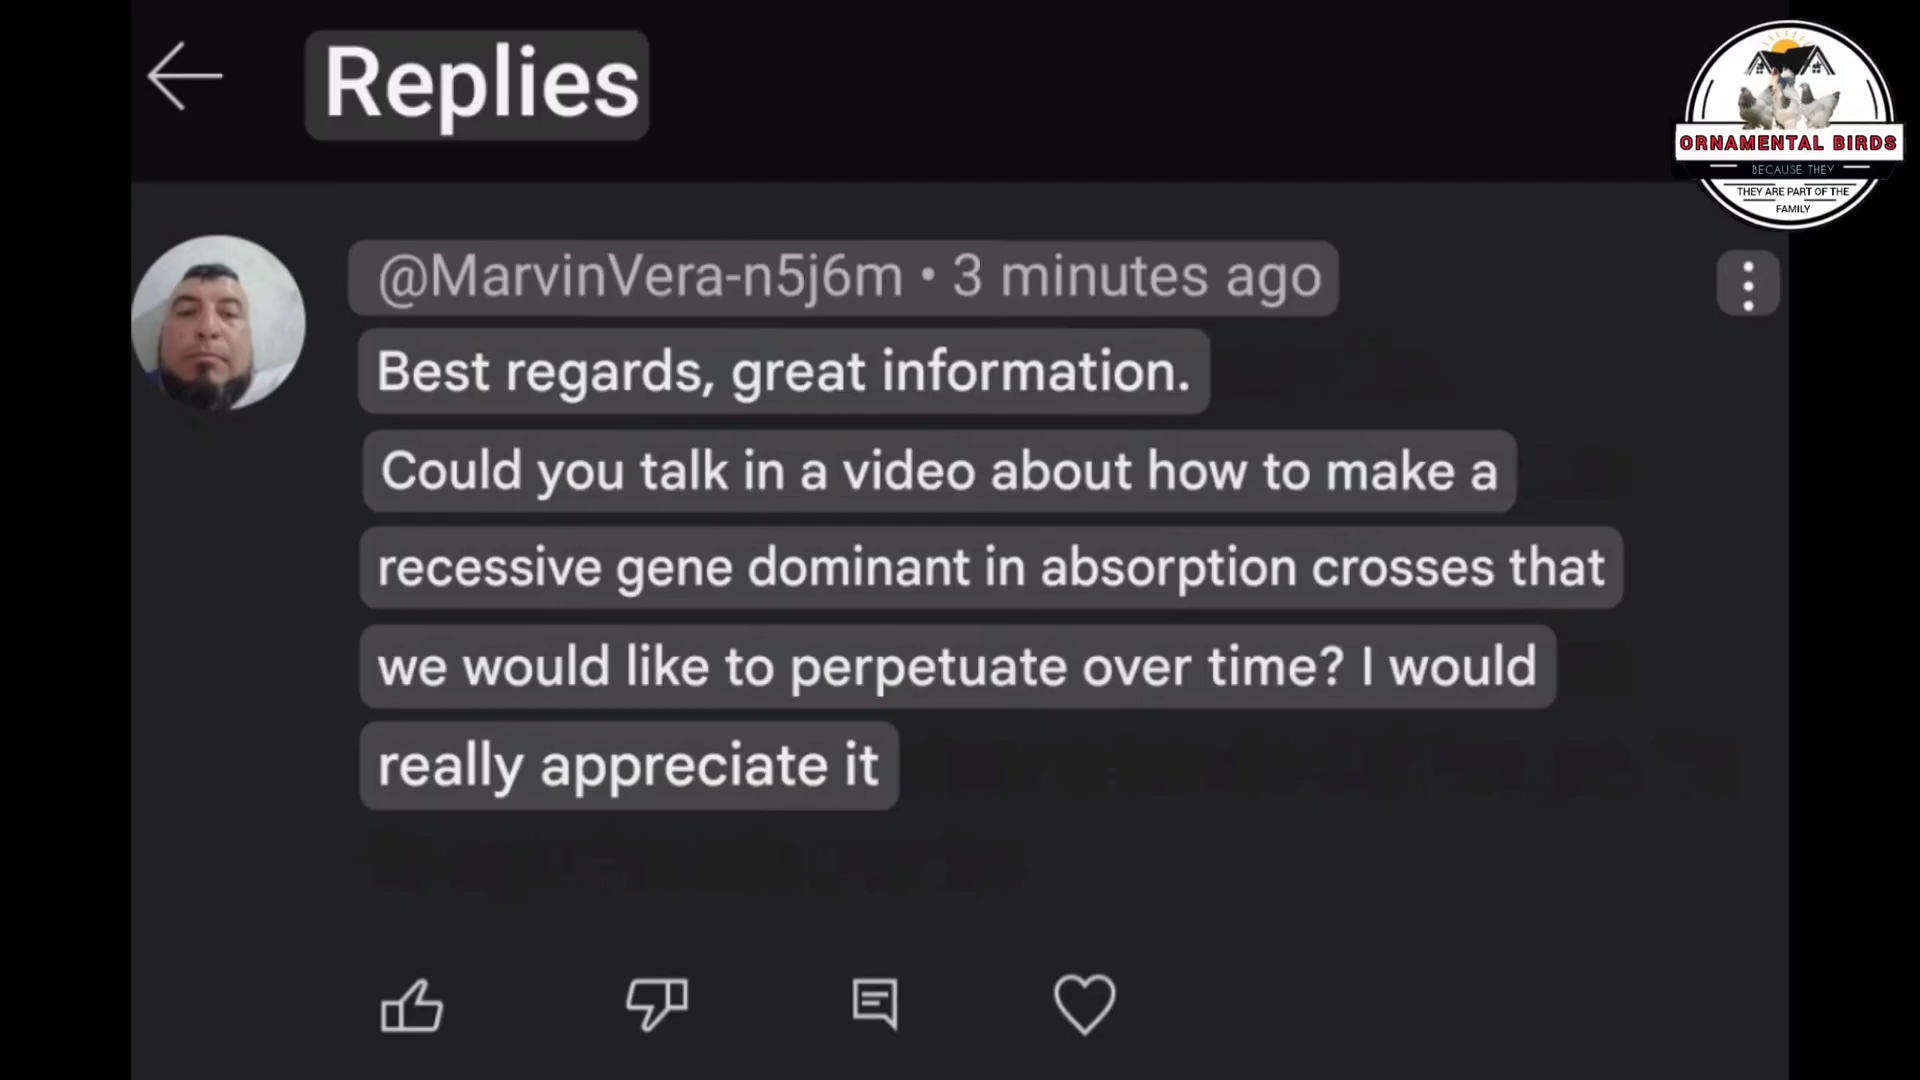 Replies
ORNAMENTAL BIRDS
BECAUSE THEY
THEY ARE PART OF THE
FAMILY
@MarvinVera-n5j6m • 3 minutes ago
Best regards, great information.
Could you talk in a video about how to make a
recessive gene dominant in absorption crosses that
we would like to perpetuate over time? I would
really appreciate it